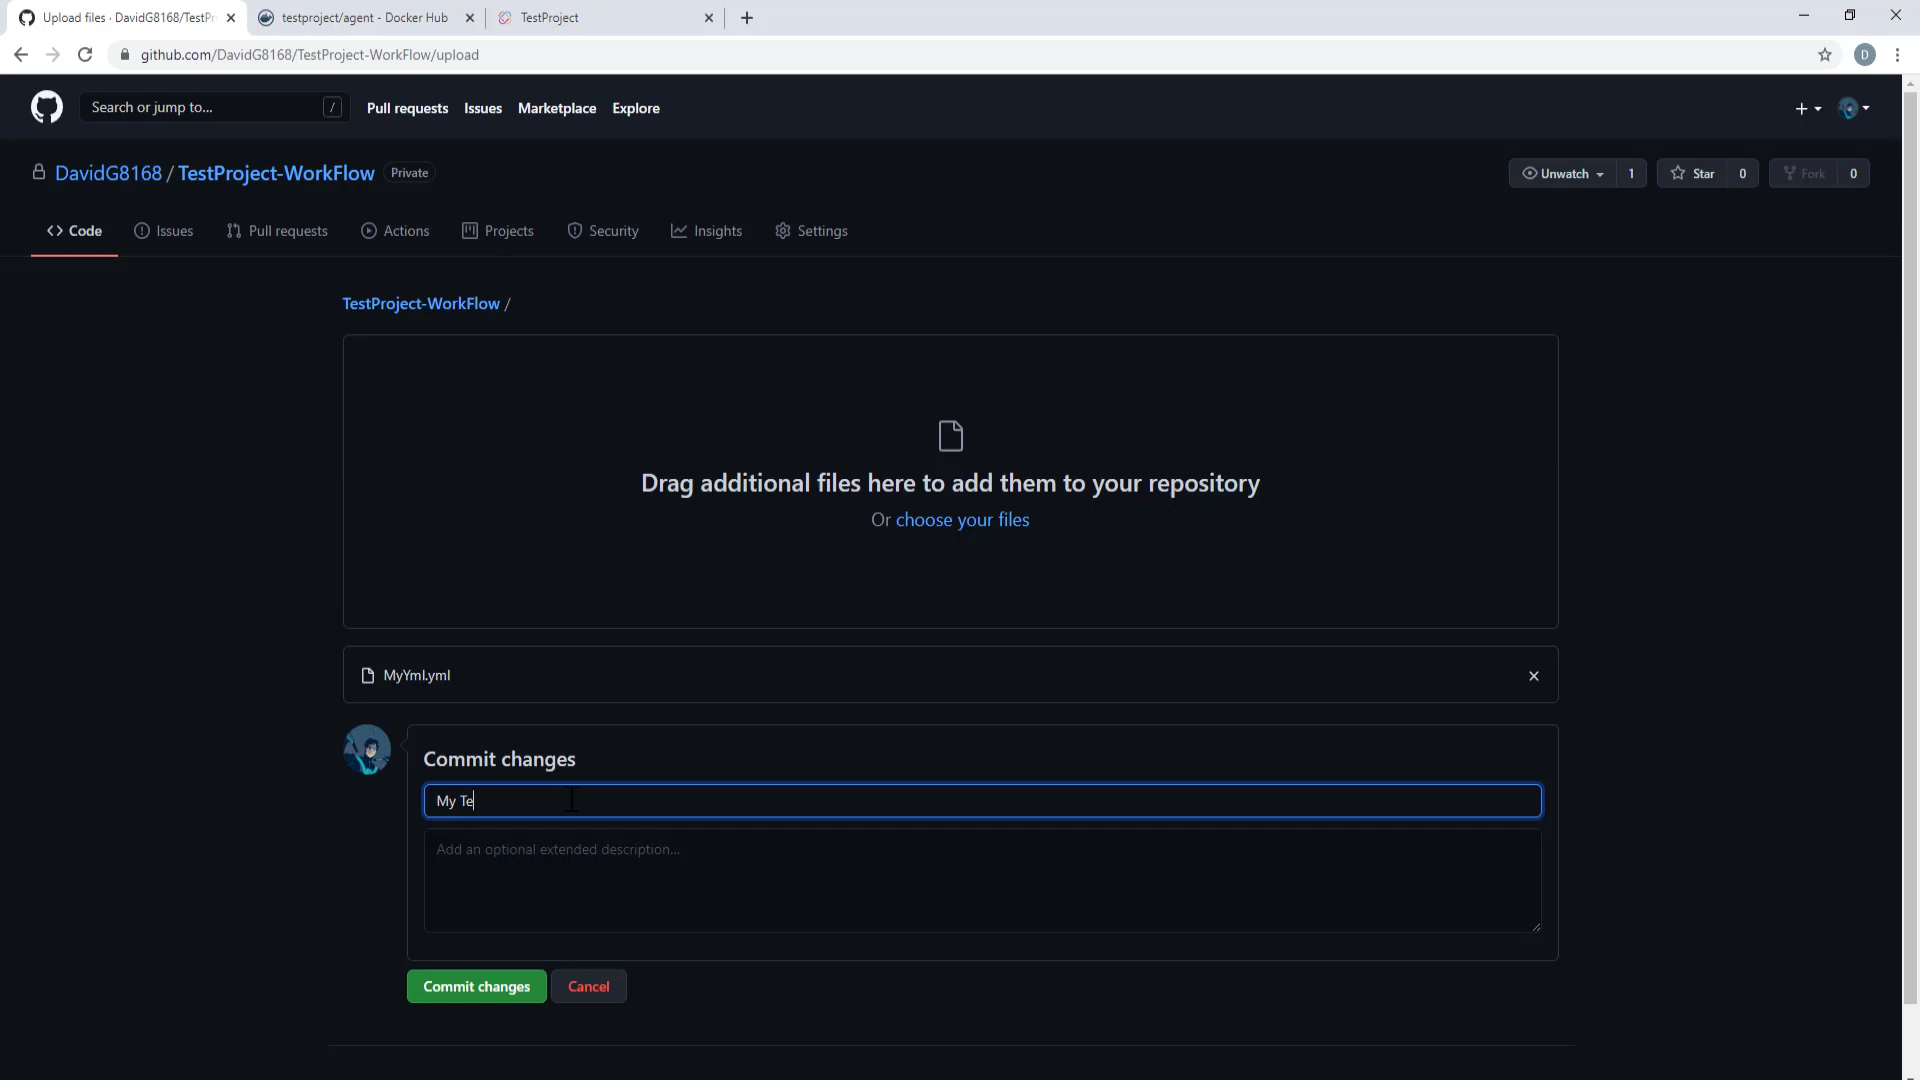 Upload files · DavidG8168/TestPr
testproject/agent - Docker Hub
TestProject
github.com/DavidG8168/TestProject-WorkFlow/upload
D
Search or jump to...
/
Pull requests
Issues
Marketplace
Explore
DavidG8168 / TestProject-WorkFlow
Private
Unwatch
1
Star
0
Fork
0
Code
Issues
Pull requests
Actions
Projects
Security
Insights
Settings
TestProject-WorkFlow /
Drag additional files here to add them to your repository
Or choose your files
MyYml.yml
Commit changes
My Te
Add an optional extended description...
Commit changes
Cancel